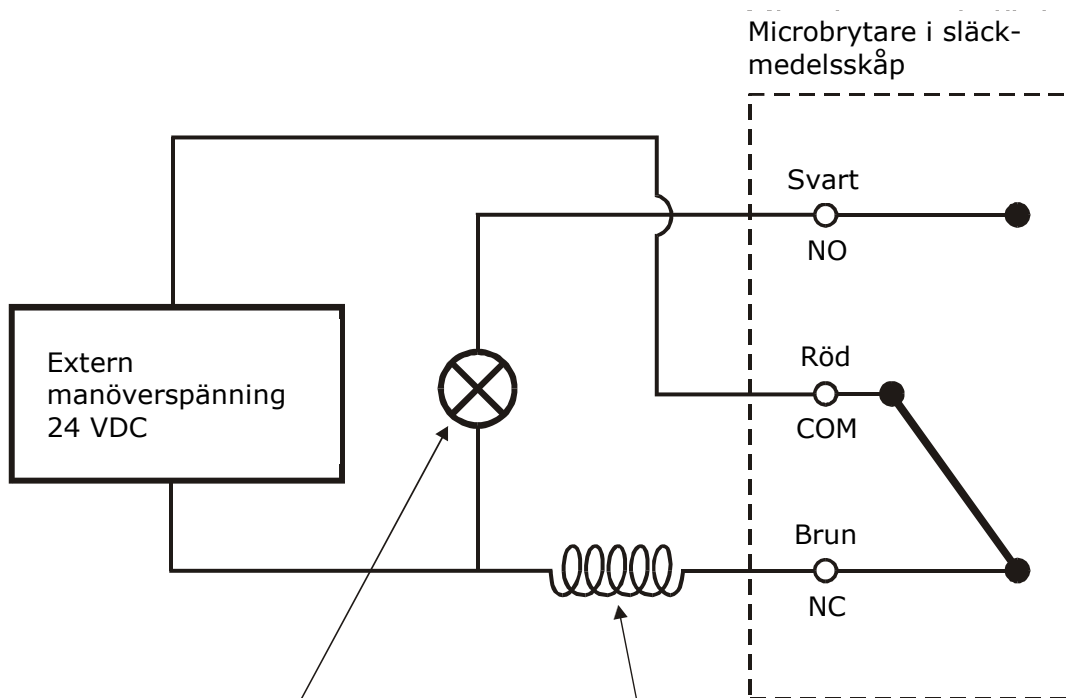 Microbrytare i släck-
medelsskåp
Svart
NO
Extern
manöverspänning
24 VDC
Röd
COM
Brun
NC